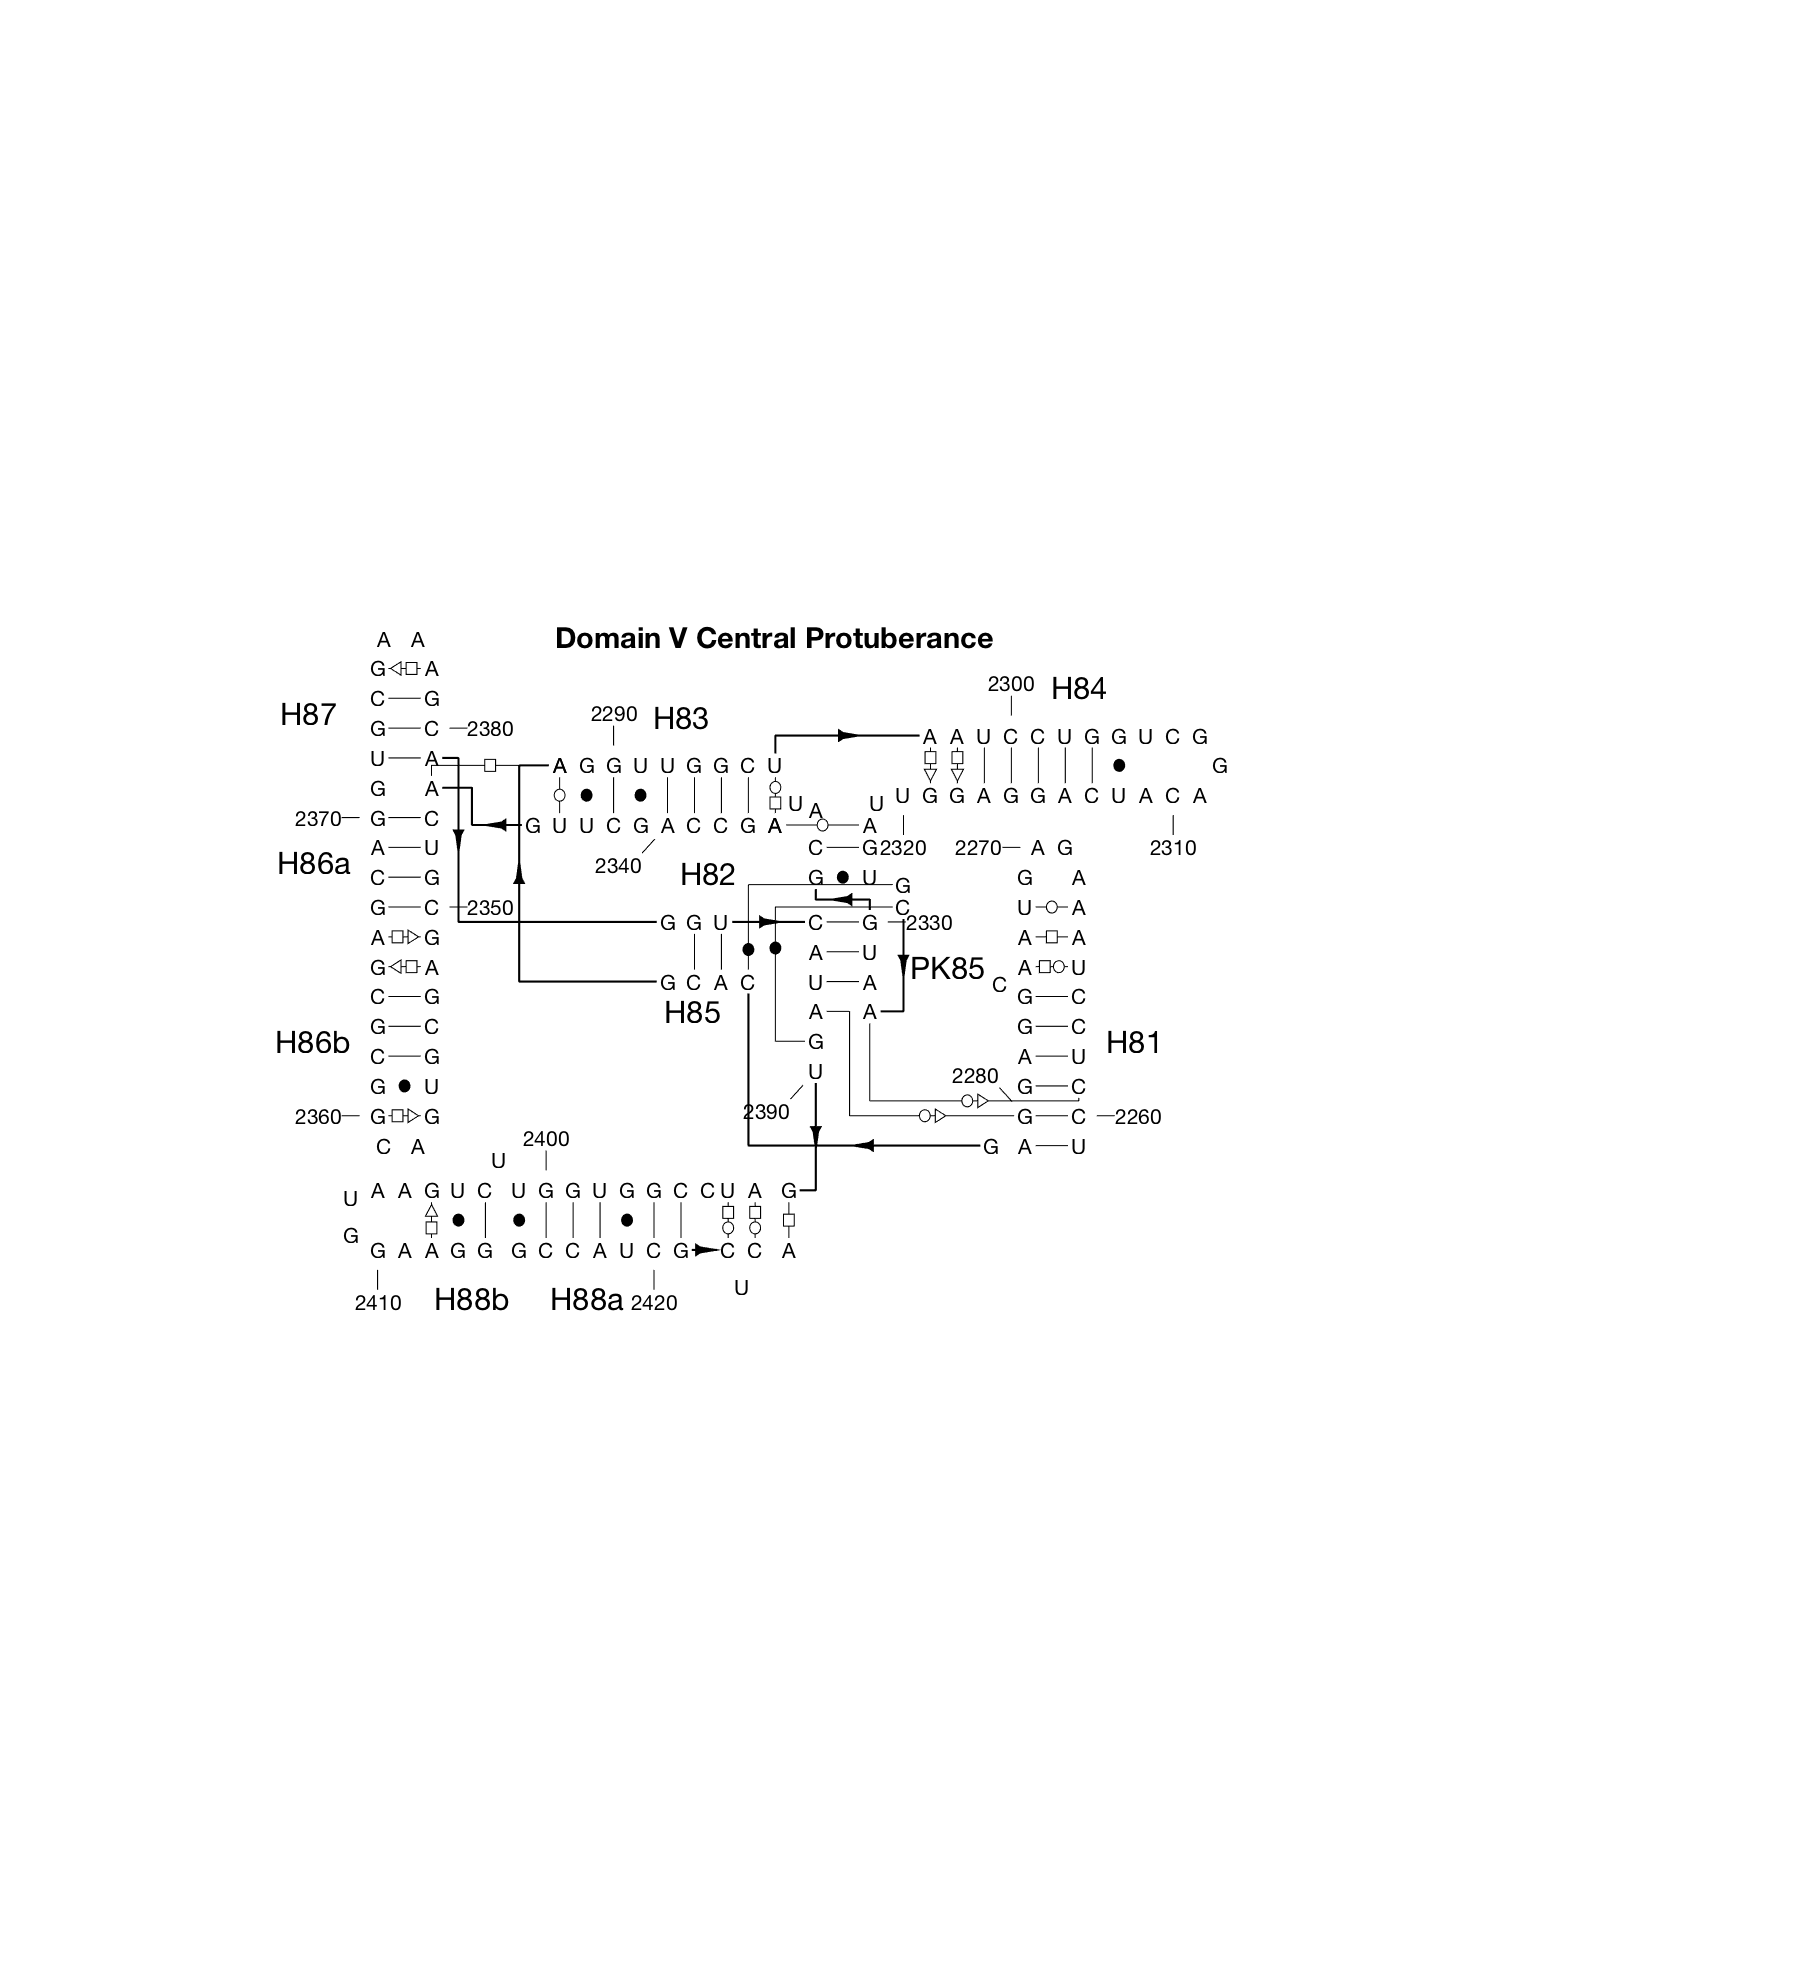 Domain V Central Protuberance
A A
G A
C G
H87
G C 2380
U A
G A
2370 G C
A U
H86a
C G
G C 2350
A G
G A
C G
G C
H86b
C G
G U
2360 G G
C A
2290 H83
A G G U U G G C U
G U U C G A C C G A
2340
U A U
A
C G 2320
H82
G U G
C
2300 H84
A A U C C U G G U C G
G
U G G A G G A C U A C A
2310
2270 A G
G A
U A
A A
A U
C
G C
G C
A U
H81
G C
2280
G C 2260
G A U
G G U C G 2330
A U
PK85
G C A C U A
H85
A A
G
U
2390
2400
U
U A A G U C U G G U G G C C U A G
G
G A A G G G C C A U C G C C A
U
2410 H88b H88a 2420